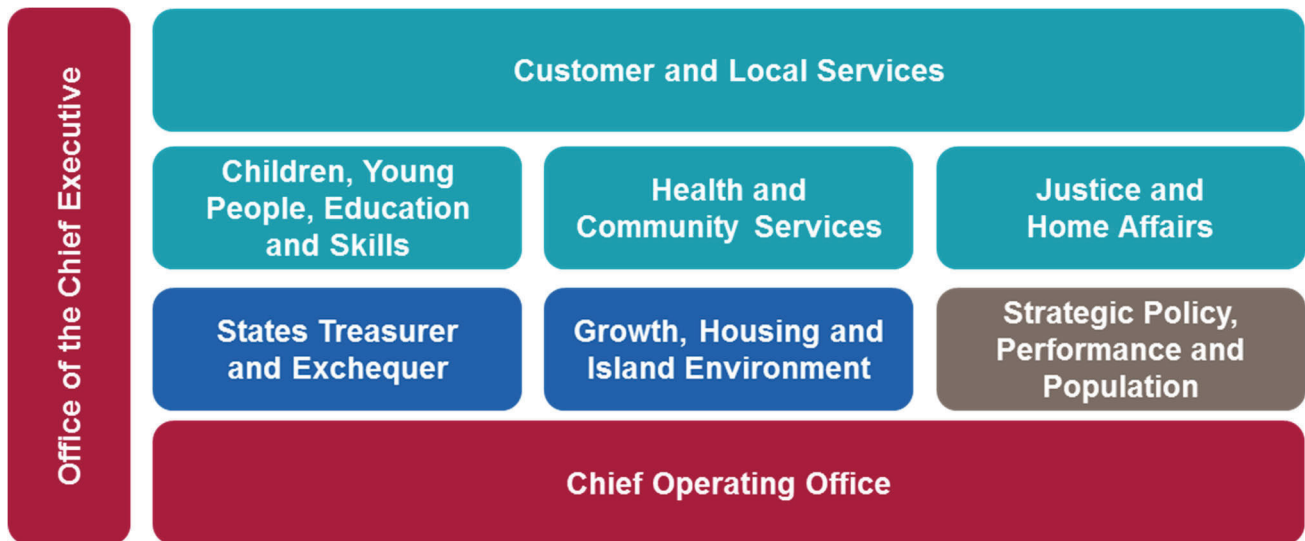 Office of the Chief Executive
Customer and Local Services
Children, Young
People, Education
and Skills
Health and
Community Services
Justice and
Home Affairs
States Treasurer
and Exchequer
Growth, Housing and
Island Environment
Strategic Policy,
Performance and
Population
Chief Operating Office